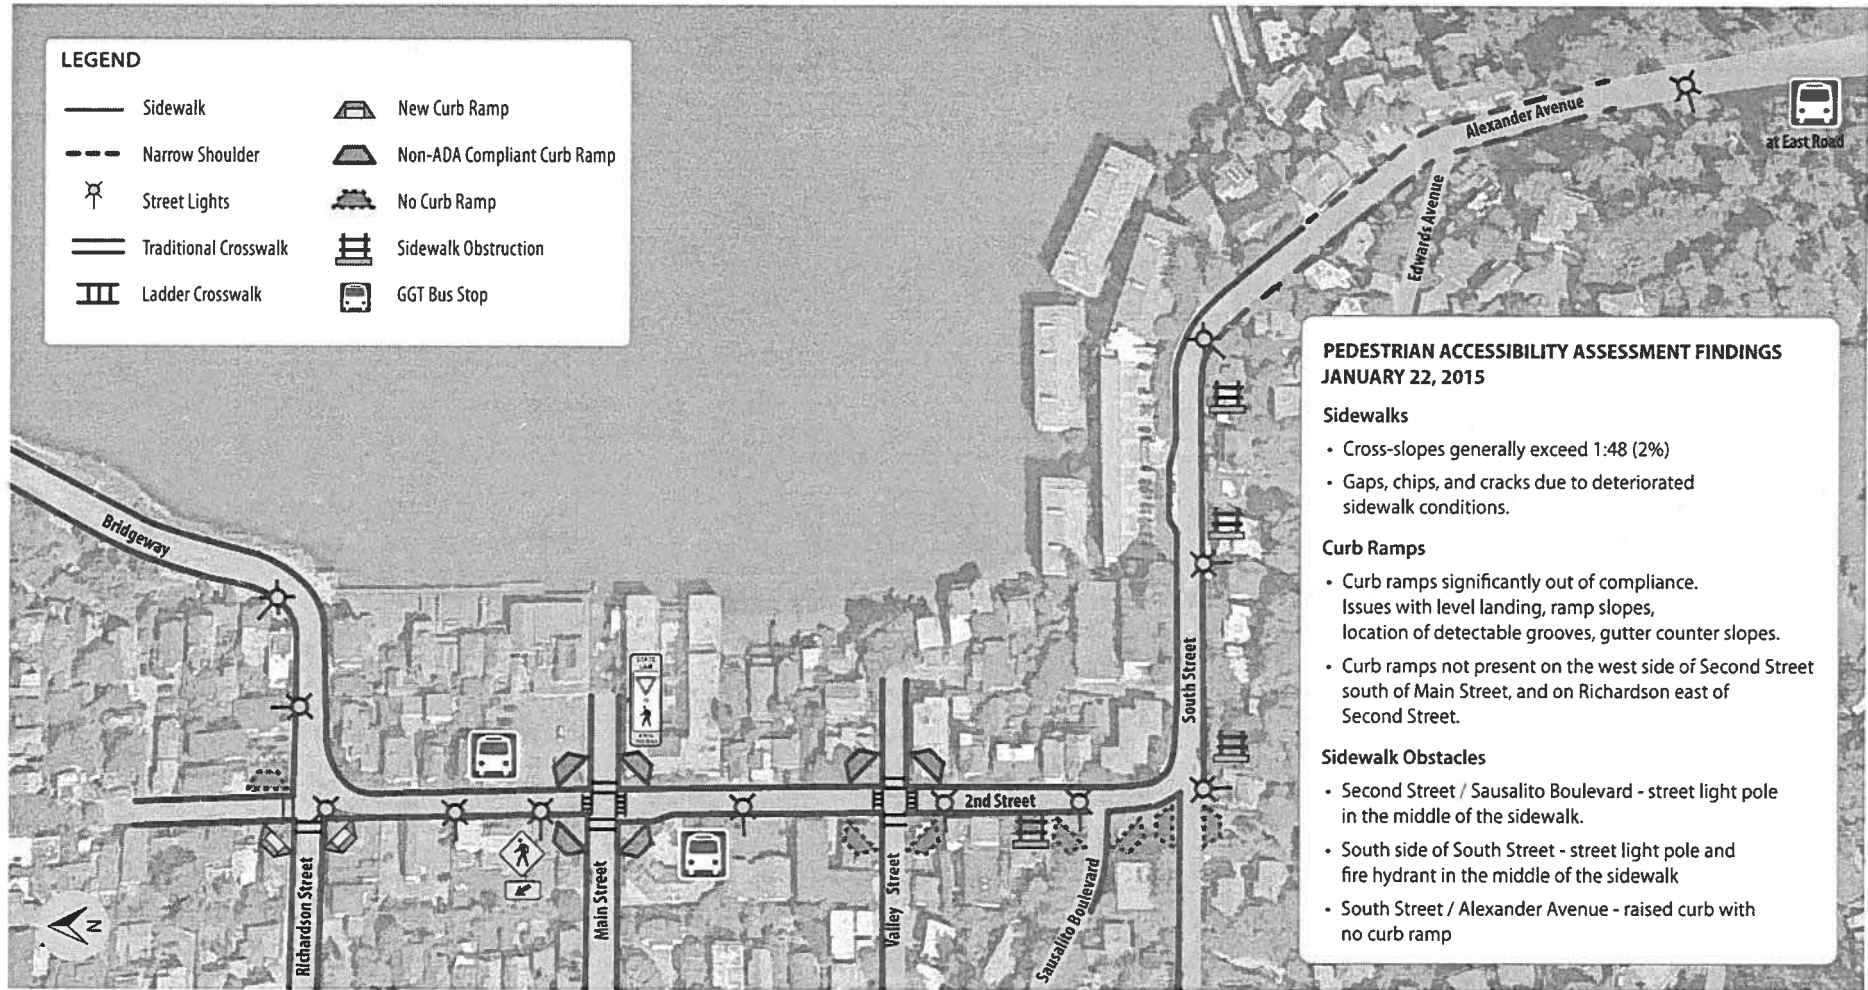 LEGEND
Sidewalk
Narrow Shoulder
Street Lights
Traditional Crosswalk
Ladder Crosswalk
New Curb Ramp
Non-ADA Compliant Curb Ramp
No Curb Ramp
Sidewalk Obstruction
GGT Bus Stop
Alexander Avenue
at East Road
Edwards Avenue
PEDESTRIAN ACCESSIBILITY ASSESSMENT FINDINGS
JANUARY 22, 2015
Sidewalks
• Cross-slopes generally exceed 1:48 (2%)
• Gaps, chips, and cracks due to deteriorated
sidewalk conditions.
Curb Ramps
• Curb ramps significantly out of compliance.
Issues with level landing, ramp slopes,
location of detectable grooves, gutter counter slopes.
• Curb ramps not present on the west side of Second Street
south of Main Street, and on Richardson east of
Second Street.
Sidewalk Obstacles
• Second Street / Sausalito Boulevard - street light pole
in the middle of the sidewalk.
• South side of South Street - street light pole and
fire hydrant in the middle of the sidewalk
• South Street / Alexander Avenue - raised curb with
no curb ramp
Bridgeway
STATE
LAW
South Street
2nd Street
Richardson Street
Main Street
Valley Street
Sausalito Boulevard
N